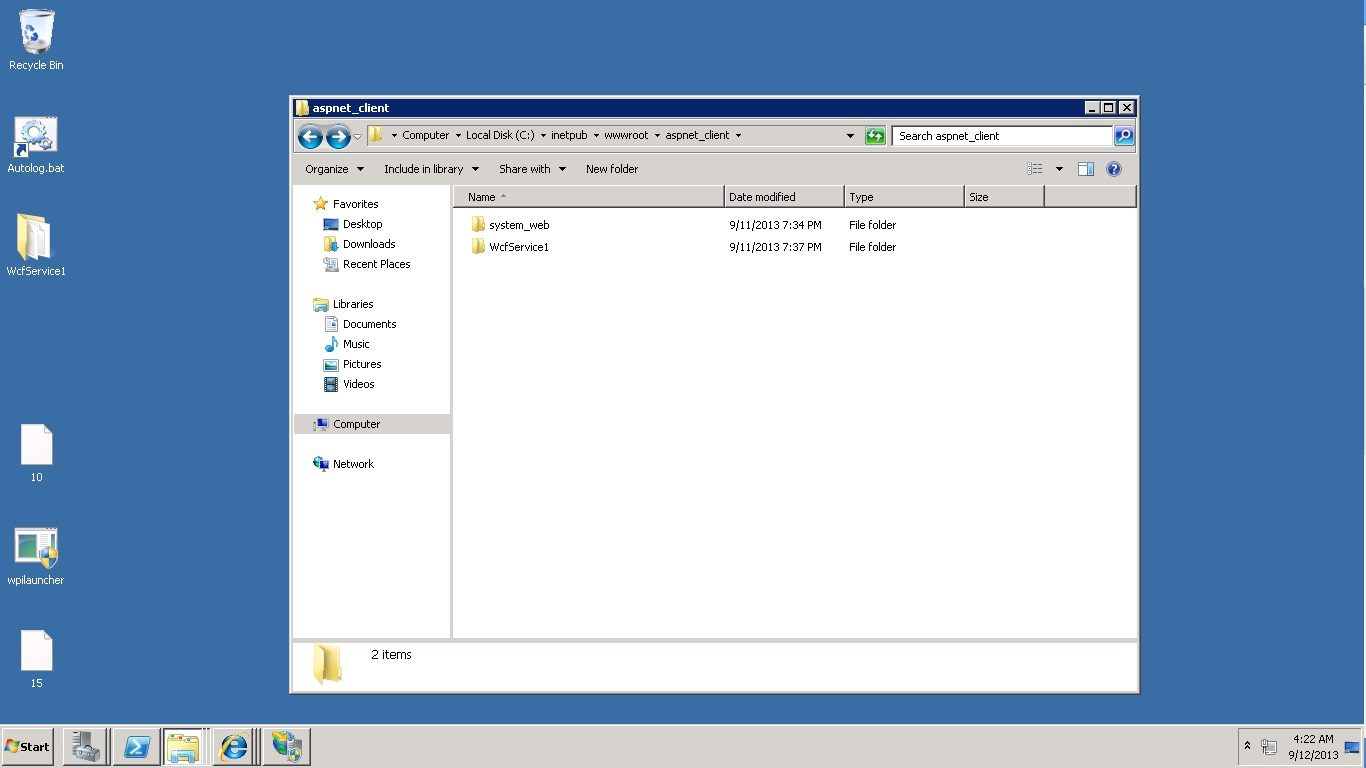 Recycle Bin
Autolog.bat
WcfService1
10
wpilauncher
15
aspnet_client
Computer Local Disk (C:) inetpub wwwroot aspnet_client
Search aspnet_client
Organize Include in library Share with New folder
Favorites
Desktop
Downloads
Recent Places
Libraries
Documents
Music
Pictures
Videos
Computer
Network
Name Date modified Type Size
system_web 9/11/2013 7:34 PM File folder
WcfService1 9/11/2013 7:37 PM File folder
2 items
Start
4:22 AM
9/12/2013